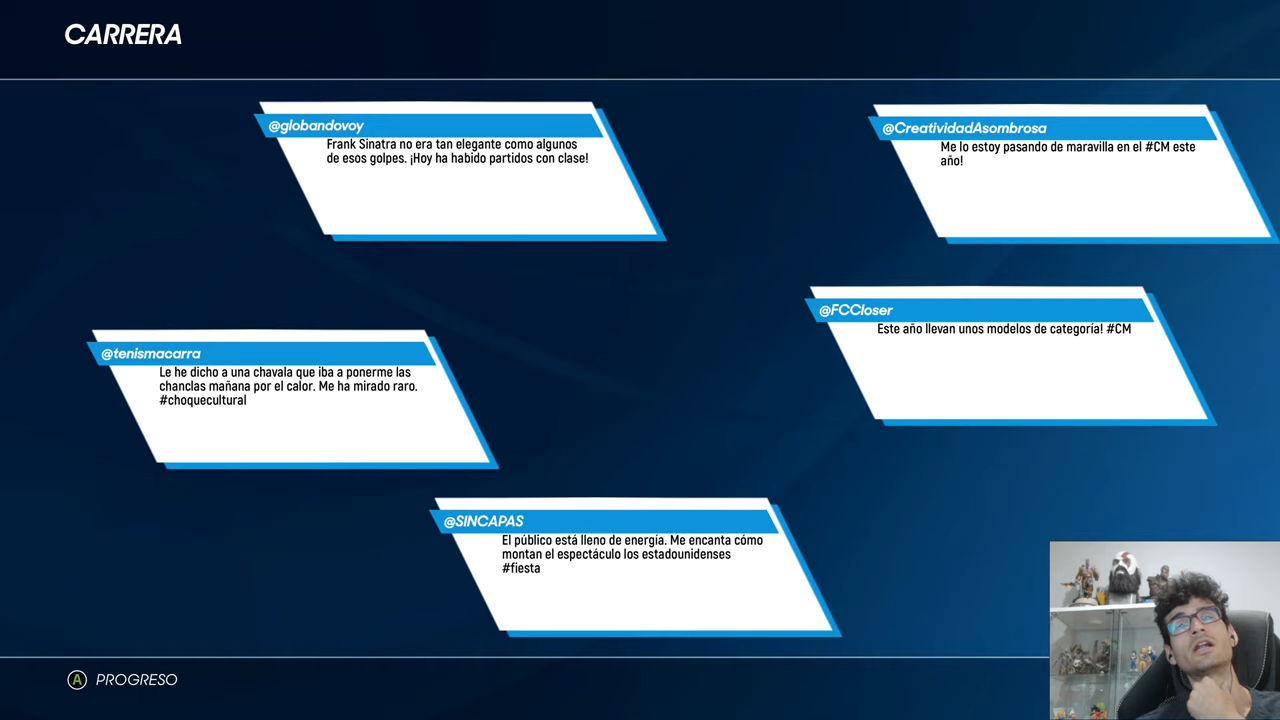 CARRERA
@globandovoy
Frank Sinatra no era tan elegante como algunos
de esos golpes. ¡Hoy ha habido partidos con clase!
@CreatividadAsombrosa
Me lo estoy pasando de maravilla en el #CM este
año!
@FCCloser
Este año llevan unos modelos de categoría! #CM
@tenismacarra
Le he dicho a una chavala que iba a ponerme las
chanclas mañana por el calor. Me ha mirado raro.
#choquecultural
@SINCAPAS
El público está lleno de energía. Me encanta cómo
montan el espectáculo los estadounidenses
#fiesta
A PROGRESO